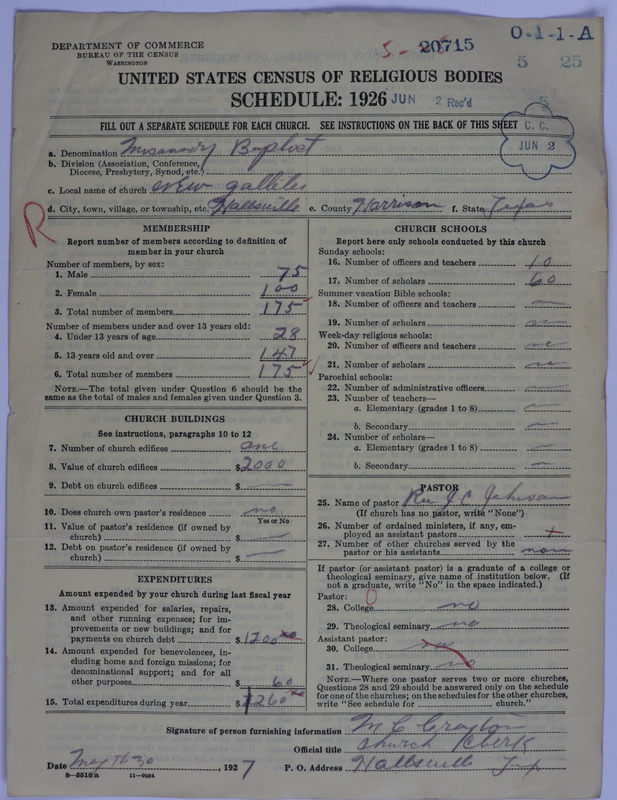 DEPARTMENT OF COMMERCE
BUREAU OF THE CENSUS
WASHINGTON
20715
O-1-1-A
5 25
UNITED STATES CENSUS OF RELIGIOUS BODIES
SCHEDULE: 1926
JUN 2 Rec'd
5
C. C.
JUN 2
FILL OUT A SEPARATE SCHEDULE FOR EACH CHURCH. SEE INSTRUCTIONS ON THE BACK OF THIS SHEET
a. Denomination Missionary Baptist
b. Division (Association, Conference, Diocese, Presbytery, Synod, etc.)
c. Local name of church New Gallilee
d. City, town, village, or township, etc. Hallsville e. County Harrison f. State Texas
R
MEMBERSHIP
Report number of members according to definition of member in your church
Number of members, by sex:
1. Male 75
2. Female 100
3. Total number of members 175
Number of members under and over 13 years old:
4. Under 13 years of age 28
5. 13 years old and over 147
6. Total number of members 175
NOTE.—The total given under Question 6 should be the same as the total of males and females given under Question 3.
CHURCH BUILDINGS
See instructions, paragraphs 10 to 12
7. Number of church edifices one
8. Value of church edifices $2000
9. Debt on church edifices $ —
10. Does church own pastor's residence no
Yes or No
11. Value of pastor's residence (if owned by church) $ —
12. Debt on pastor's residence (if owned by church) $ —
EXPENDITURES
Amount expended by your church during last fiscal year
13. Amount expended for salaries, repairs, and other running expenses; for improvements or new buildings; and for payments on church debt $1200 xx
14. Amount expended for benevolences, including home and foreign missions; for denominational support; and for all other purposes $60
15. Total expenditures during year $1260 xx
CHURCH SCHOOLS
Report here only schools conducted by this church
Sunday schools:
16. Number of officers and teachers 10
17. Number of scholars 60
Summer vacation Bible schools:
18. Number of officers and teachers
19. Number of scholars
Week-day religious schools:
20. Number of officers and teachers
21. Number of scholars
Parochial schools:
22. Number of administrative officers
23. Number of teachers—
a. Elementary (grades 1 to 8)
b. Secondary
24. Number of scholars—
a. Elementary (grades 1 to 8)
b. Secondary
PASTOR
25. Name of pastor Rev J. C. Johnson
(If church has no pastor, write "None")
26. Number of ordained ministers, if any, employed as assistant pastors
27. Number of other churches served by the pastor or his assistants none
If pastor (or assistant pastor) is a graduate of a college or theological seminary, give name of institution below. (If not a graduate, write "No" in the space indicated.)
Pastor: 0
28. College no
29. Theological seminary no
Assistant pastor:
30. College
31. Theological seminary no
NOTE.—Where one pastor serves two or more churches, Questions 28 and 29 should be answered only on the schedule for one of the churches; on the schedules for the other churches, write "See schedule for church."
Signature of person furnishing information M C Crayton
Official title Church Clerk
Date May th 30, 1927 P. O. Address Hallsville Tex
8—5518a 11—9034